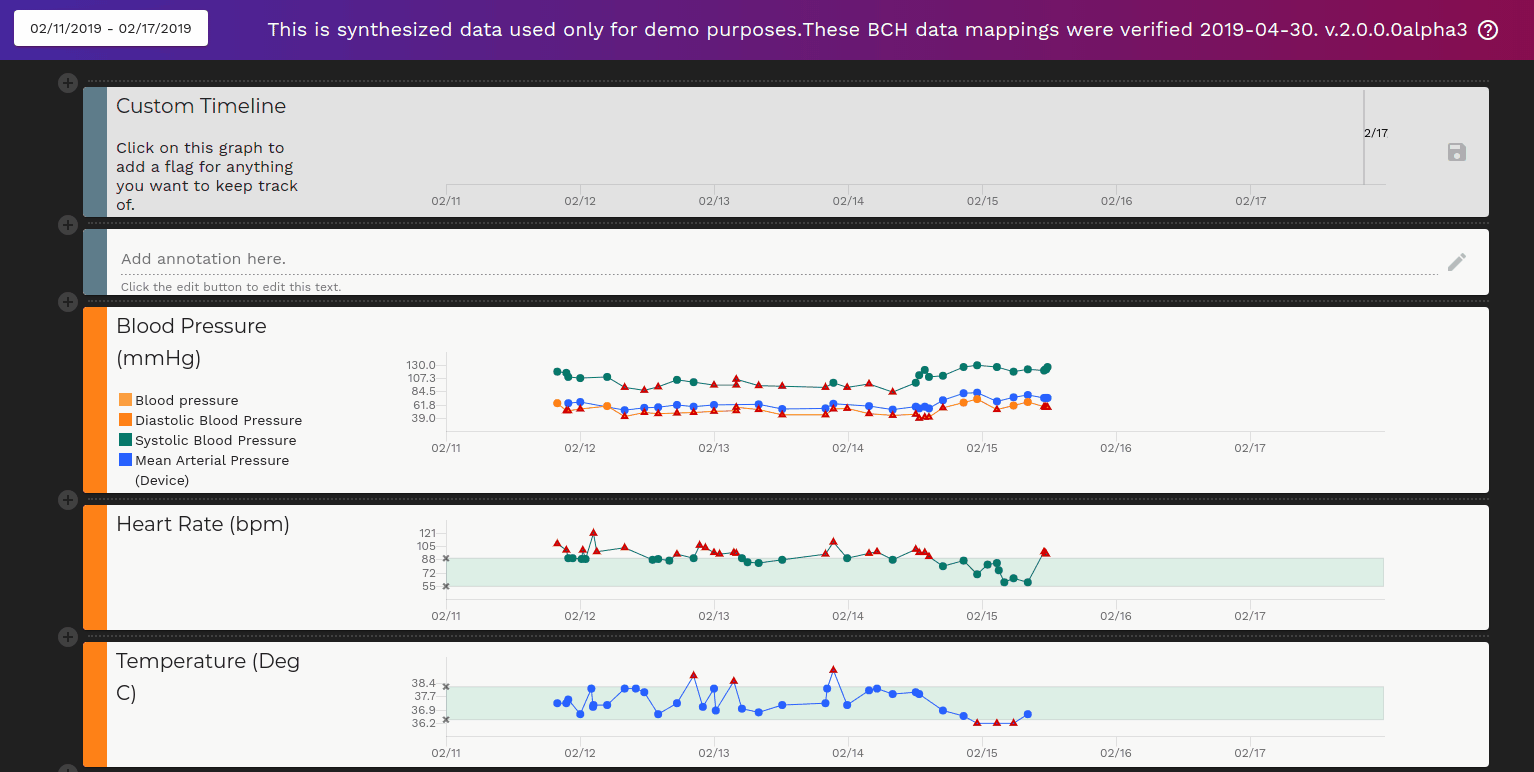 02/11/2019 - 02/17/2019
This is synthesized data used only for demo purposes.These BCH data mappings were verified 2019-04-30. v.2.0.0.0alpha3
Custom Timeline
Click on this graph to
add a flag for anything
you want to keep track
of.
2/17
02/11 02/12 02/13 02/14 02/15 02/16 02/17
Add annotation here.
Click the edit button to edit this text.
Blood Pressure
(mmHg)
Blood pressure
Diastolic Blood Pressure
Systolic Blood Pressure
Mean Arterial Pressure
(Device)
130.0
107.3
84.5
61.8
39.0
02/11 02/12 02/13 02/14 02/15 02/16 02/17
Heart Rate (bpm)
121
105
88
72
55
02/11 02/12 02/13 02/14 02/15 02/16 02/17
Temperature (Deg
C)
38.4
37.7
36.9
36.2
02/11 02/12 02/13 02/14 02/15 02/16 02/17